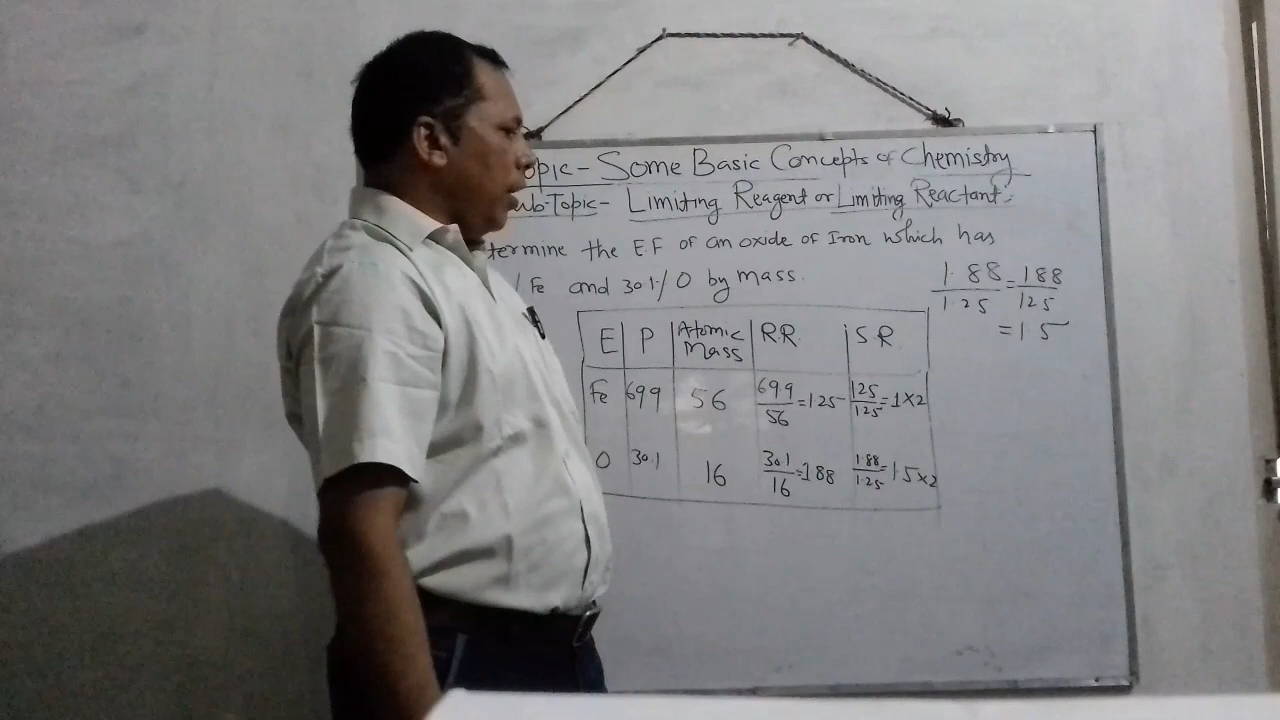 opic - Some Basic Concepts of Chemistry
ub-Topic - Limiting Reagent or Limiting Reactant:
termine the E.F of an oxide of Iron which has
/ Fe and 30.1/ O by mass.
1.88/1.25 = 188/125
= 1.5
E P Atomic Mass R.R. S.R
Fe 69.9 56 69.9/56 = 1.25 1.25/1.25 = 1×2
O 30.1 16 30.1/16 = 1.88 1.88/1.25 = 1.5×2